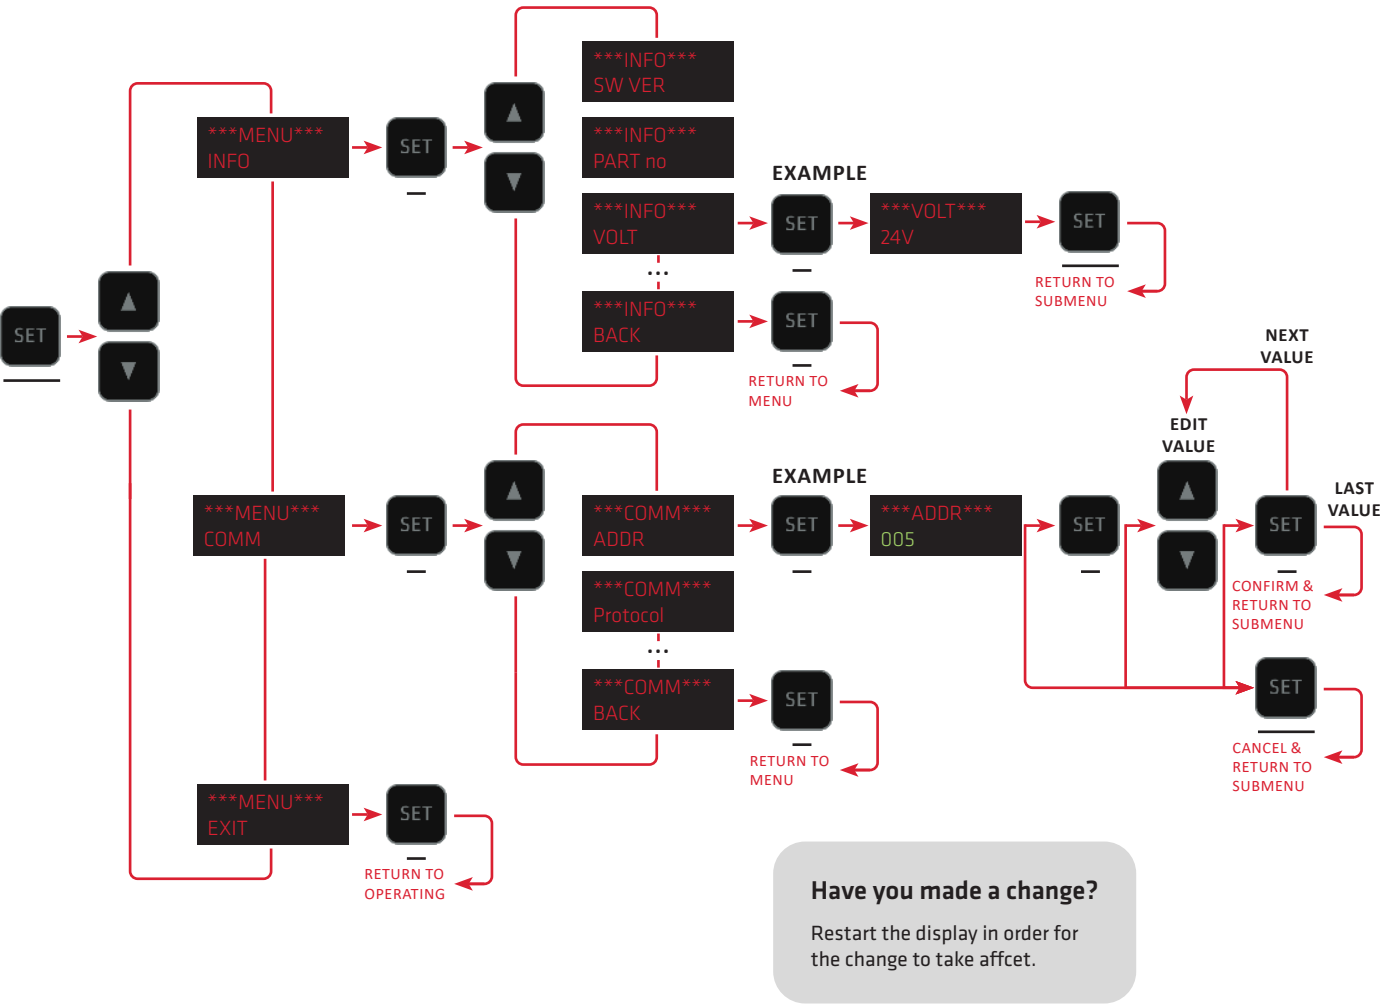 SET
***MENU***
INFO
SET
***INFO***
SW VER
***INFO***
PART no
***INFO***
VOLT
...
***INFO***
BACK
EXAMPLE
SET
***VOLT***
24V
SET
RETURN TO
SUBMENU
SET
RETURN TO
MENU
***MENU***
COMM
SET
***COMM***
ADDR
***COMM***
Protocol
...
***COMM***
BACK
EXAMPLE
SET
***ADDR***
005
SET
NEXT
VALUE
EDIT
VALUE
SET
LAST
VALUE
CONFIRM &
RETURN TO
SUBMENU
SET
CANCEL &
RETURN TO
SUBMENU
SET
RETURN TO
MENU
***MENU***
EXIT
SET
RETURN TO
OPERATING
Have you made a change?
Restart the display in order for
the change to take affcet.